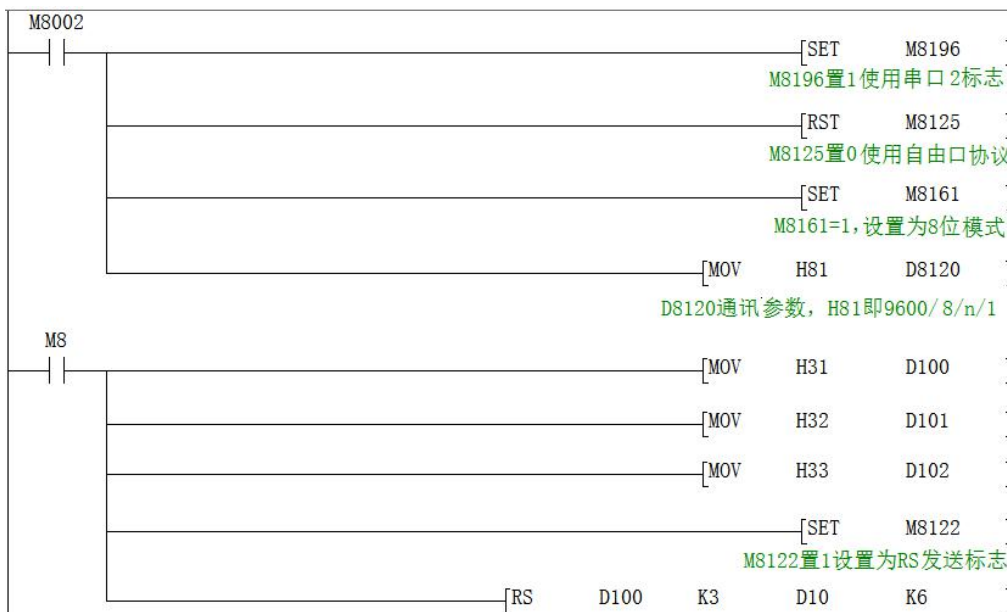 M8002
[SET M8196
M8196置1使用串口2标志
[RST M8125
M8125置0使用自由口协议
[SET M8161
M8161=1,设置为8位模式
[MOV H81 D8120
D8120通讯参数，H81即9600/8/n/1
M8
[MOV H31 D100
[MOV H32 D101
[MOV H33 D102
[SET M8122
M8122置1设置为RS发送标志
[RS D100 K3 D10 K6